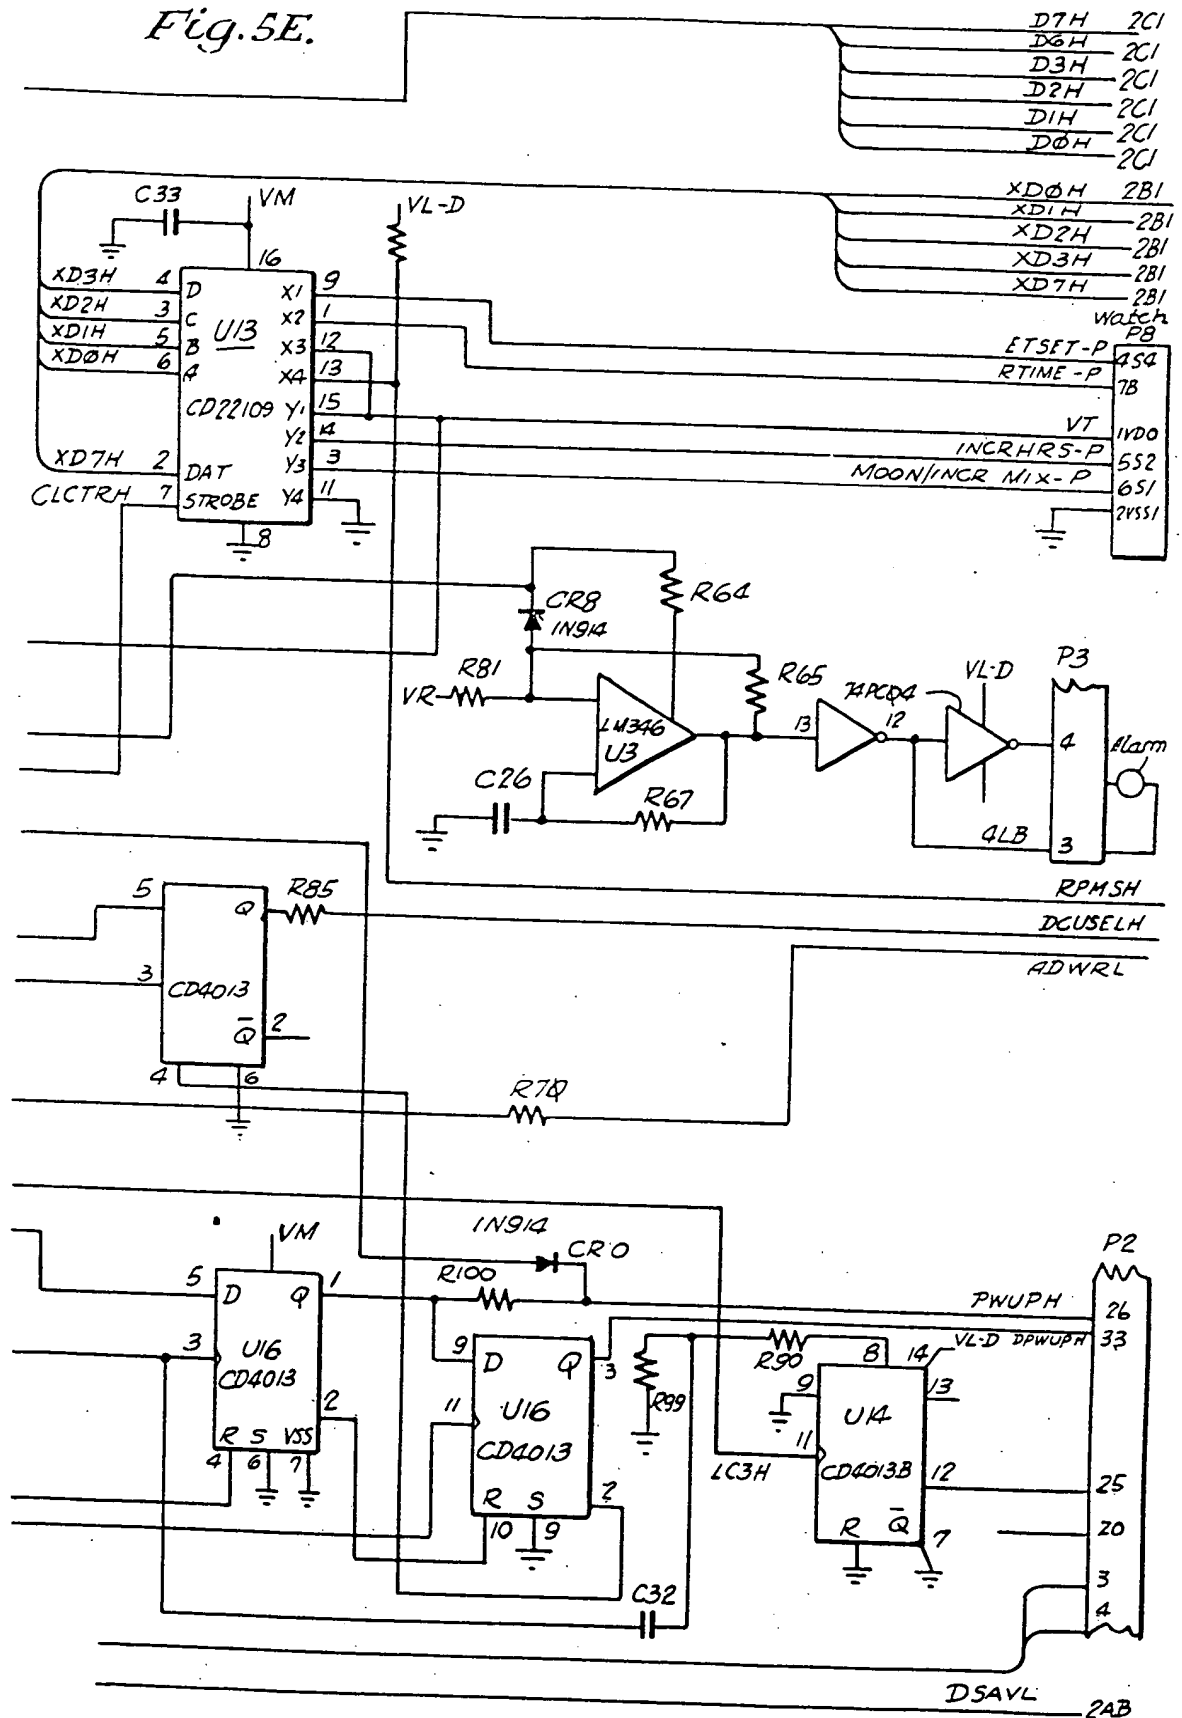 Fig. 5E.
D7H 2C1
D6H 2C1
D3H 2C1
D2H 2C1
D1H 2C1
DØH 2C1
XDØH 2B1
XD1H 2B1
XD2H 2B1
XD3H 2B1
XD7H 2B1
C33
VM
VL-D
16
XD3H 4 D
XD2H 3 C
XD1H 5 B
XDØH 6 A
U13
CD22109
X1 9
X2 1
X3 12
X4 13
Y1 15
Y2 14
Y3 3
Y4 11
XD7H 2 DAT
CLCTRH 7 STROBE
8
Watch
P8
ETSET-P 4S4
RTIME-P 7B
VT 1VDO
INCRHRS-P 5S2
MOON/INCR MIX-P 6S1
2VSS1
CR8
1N914
R64
R81
VR
LM346
U3
R65
C26
R67
13
12
74PCØ4
VL-D
P3
4
Alarm
4LB
3
RPMSH
DCUSELH
ADWRL
5
Q
R85
3
CD4013
Q̅ 2
4
6
R7Ø
1N914
CR0
VM
5 D
Q 1
R100
3
U16
CD4013
2
R S VSS
4 6 7
9 D
Q 3
11
U16
CD4013
R S
2
10 9
PWUPH
VL-D DPWUPH
R99
R90
8 14
9
13
U14
11
LC3H
CD4013B
12
R Q̅ 7
P2
26
33
25
20
3
4
C32
DSAVL 2AB